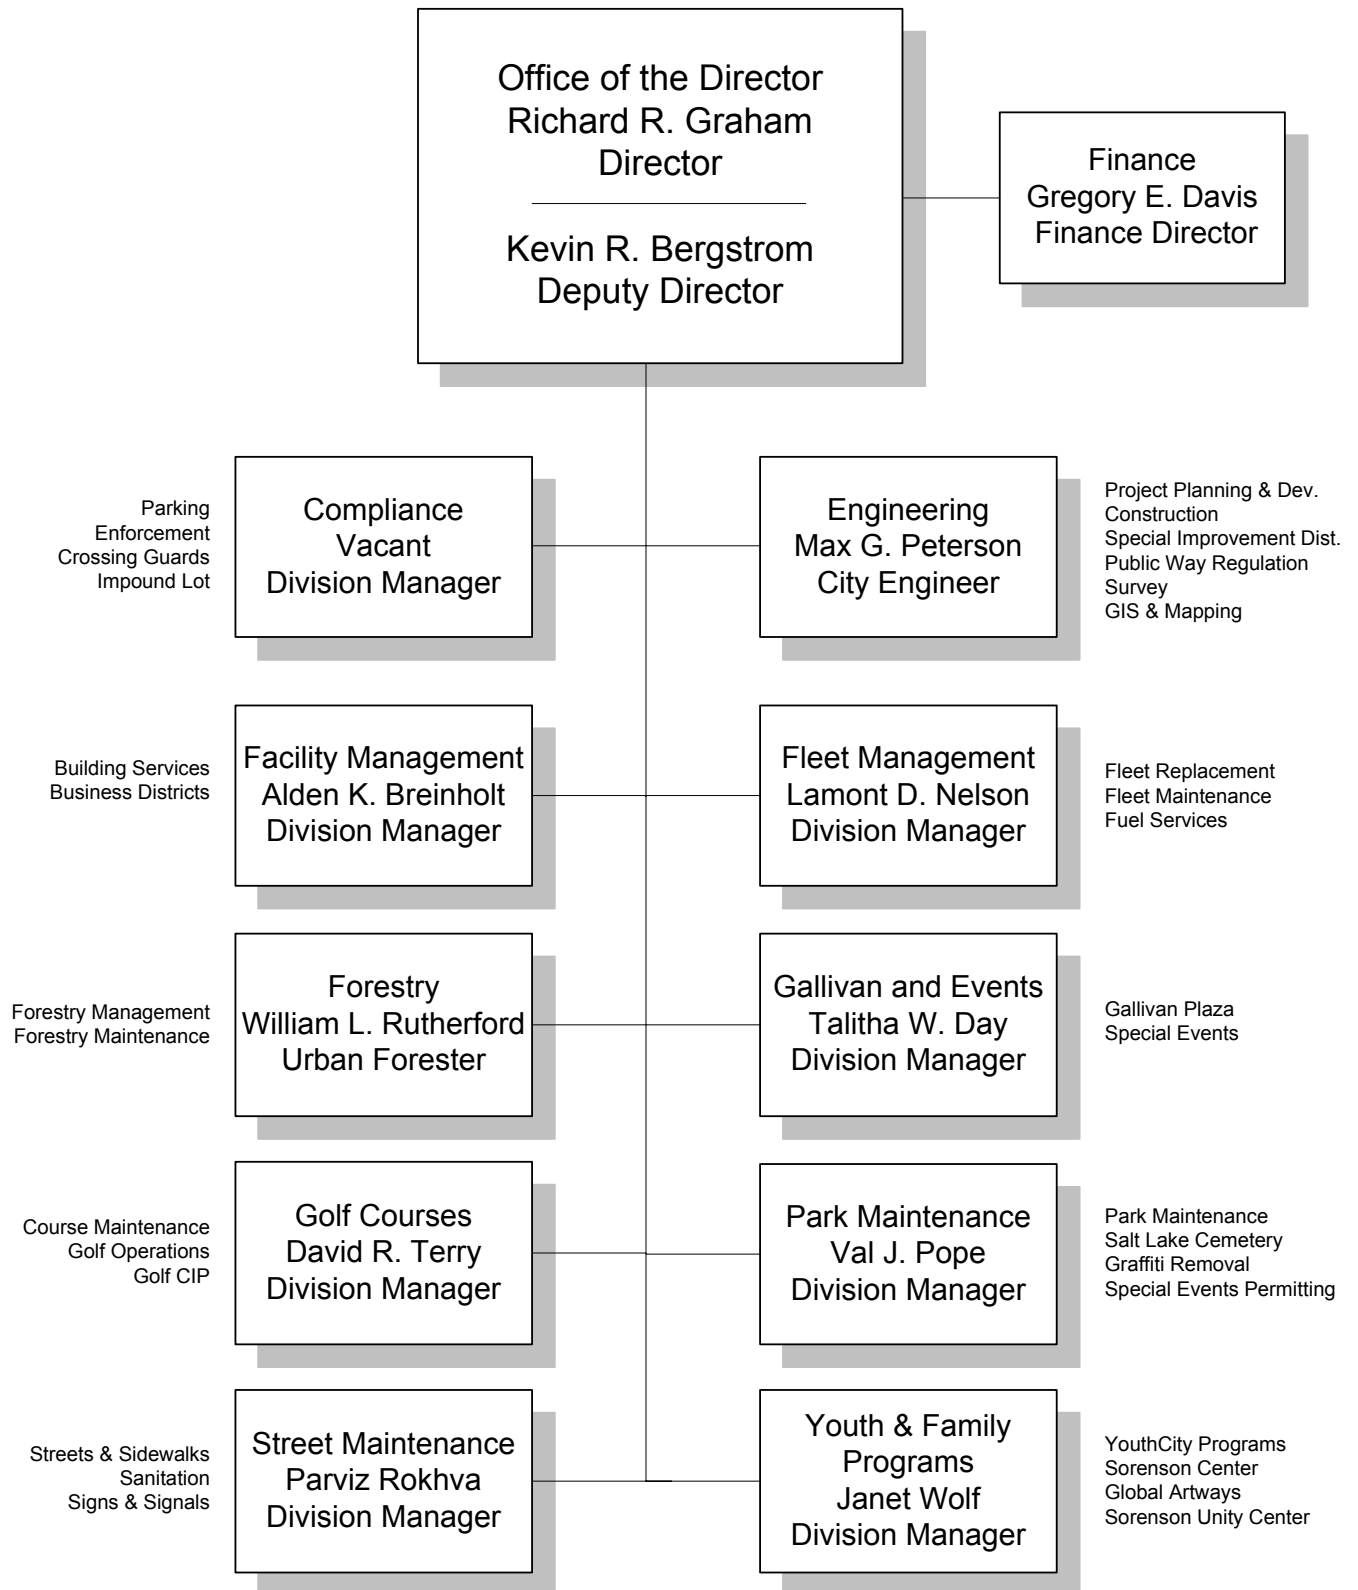 Office of the Director
Richard R. Graham
Director
Kevin R. Bergstrom
Deputy Director
Finance
Gregory E. Davis
Finance Director
Parking
Enforcement
Crossing Guards
Impound Lot
Compliance
Vacant
Division Manager
Engineering
Max G. Peterson
City Engineer
Project Planning & Dev.
Construction
Special Improvement Dist.
Public Way Regulation
Survey
GIS & Mapping
Building Services
Business Districts
Facility Management
Alden K. Breinholt
Division Manager
Fleet Management
Lamont D. Nelson
Division Manager
Fleet Replacement
Fleet Maintenance
Fuel Services
Forestry Management
Forestry Maintenance
Forestry
William L. Rutherford
Urban Forester
Gallivan and Events
Talitha W. Day
Division Manager
Gallivan Plaza
Special Events
Course Maintenance
Golf Operations
Golf CIP
Golf Courses
David R. Terry
Division Manager
Park Maintenance
Val J. Pope
Division Manager
Park Maintenance
Salt Lake Cemetery
Graffiti Removal
Special Events Permitting
Streets & Sidewalks
Sanitation
Signs & Signals
Street Maintenance
Parviz Rokhva
Division Manager
Youth & Family
Programs
Janet Wolf
Division Manager
YouthCity Programs
Sorenson Center
Global Artways
Sorenson Unity Center